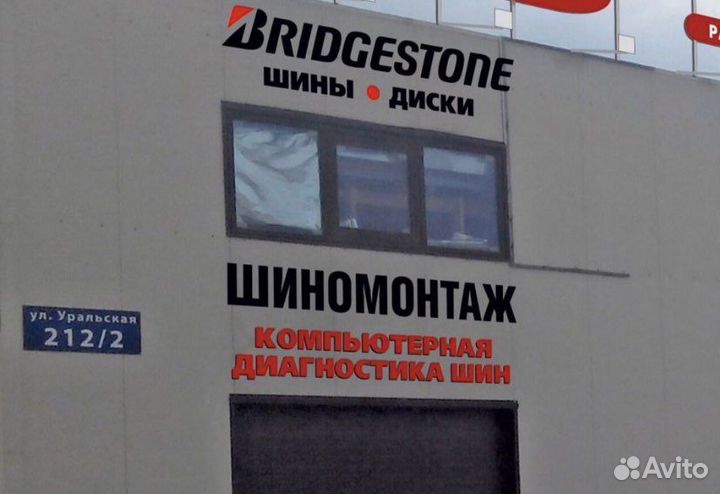 BRIDGESTONE
ШИНЫ • ДИСКИ
ШИНОМОНТАЖ
ул. Уральская
212/2
КОМПЬЮТЕРНАЯ
ДИАГНОСТИКА ШИН
Avito